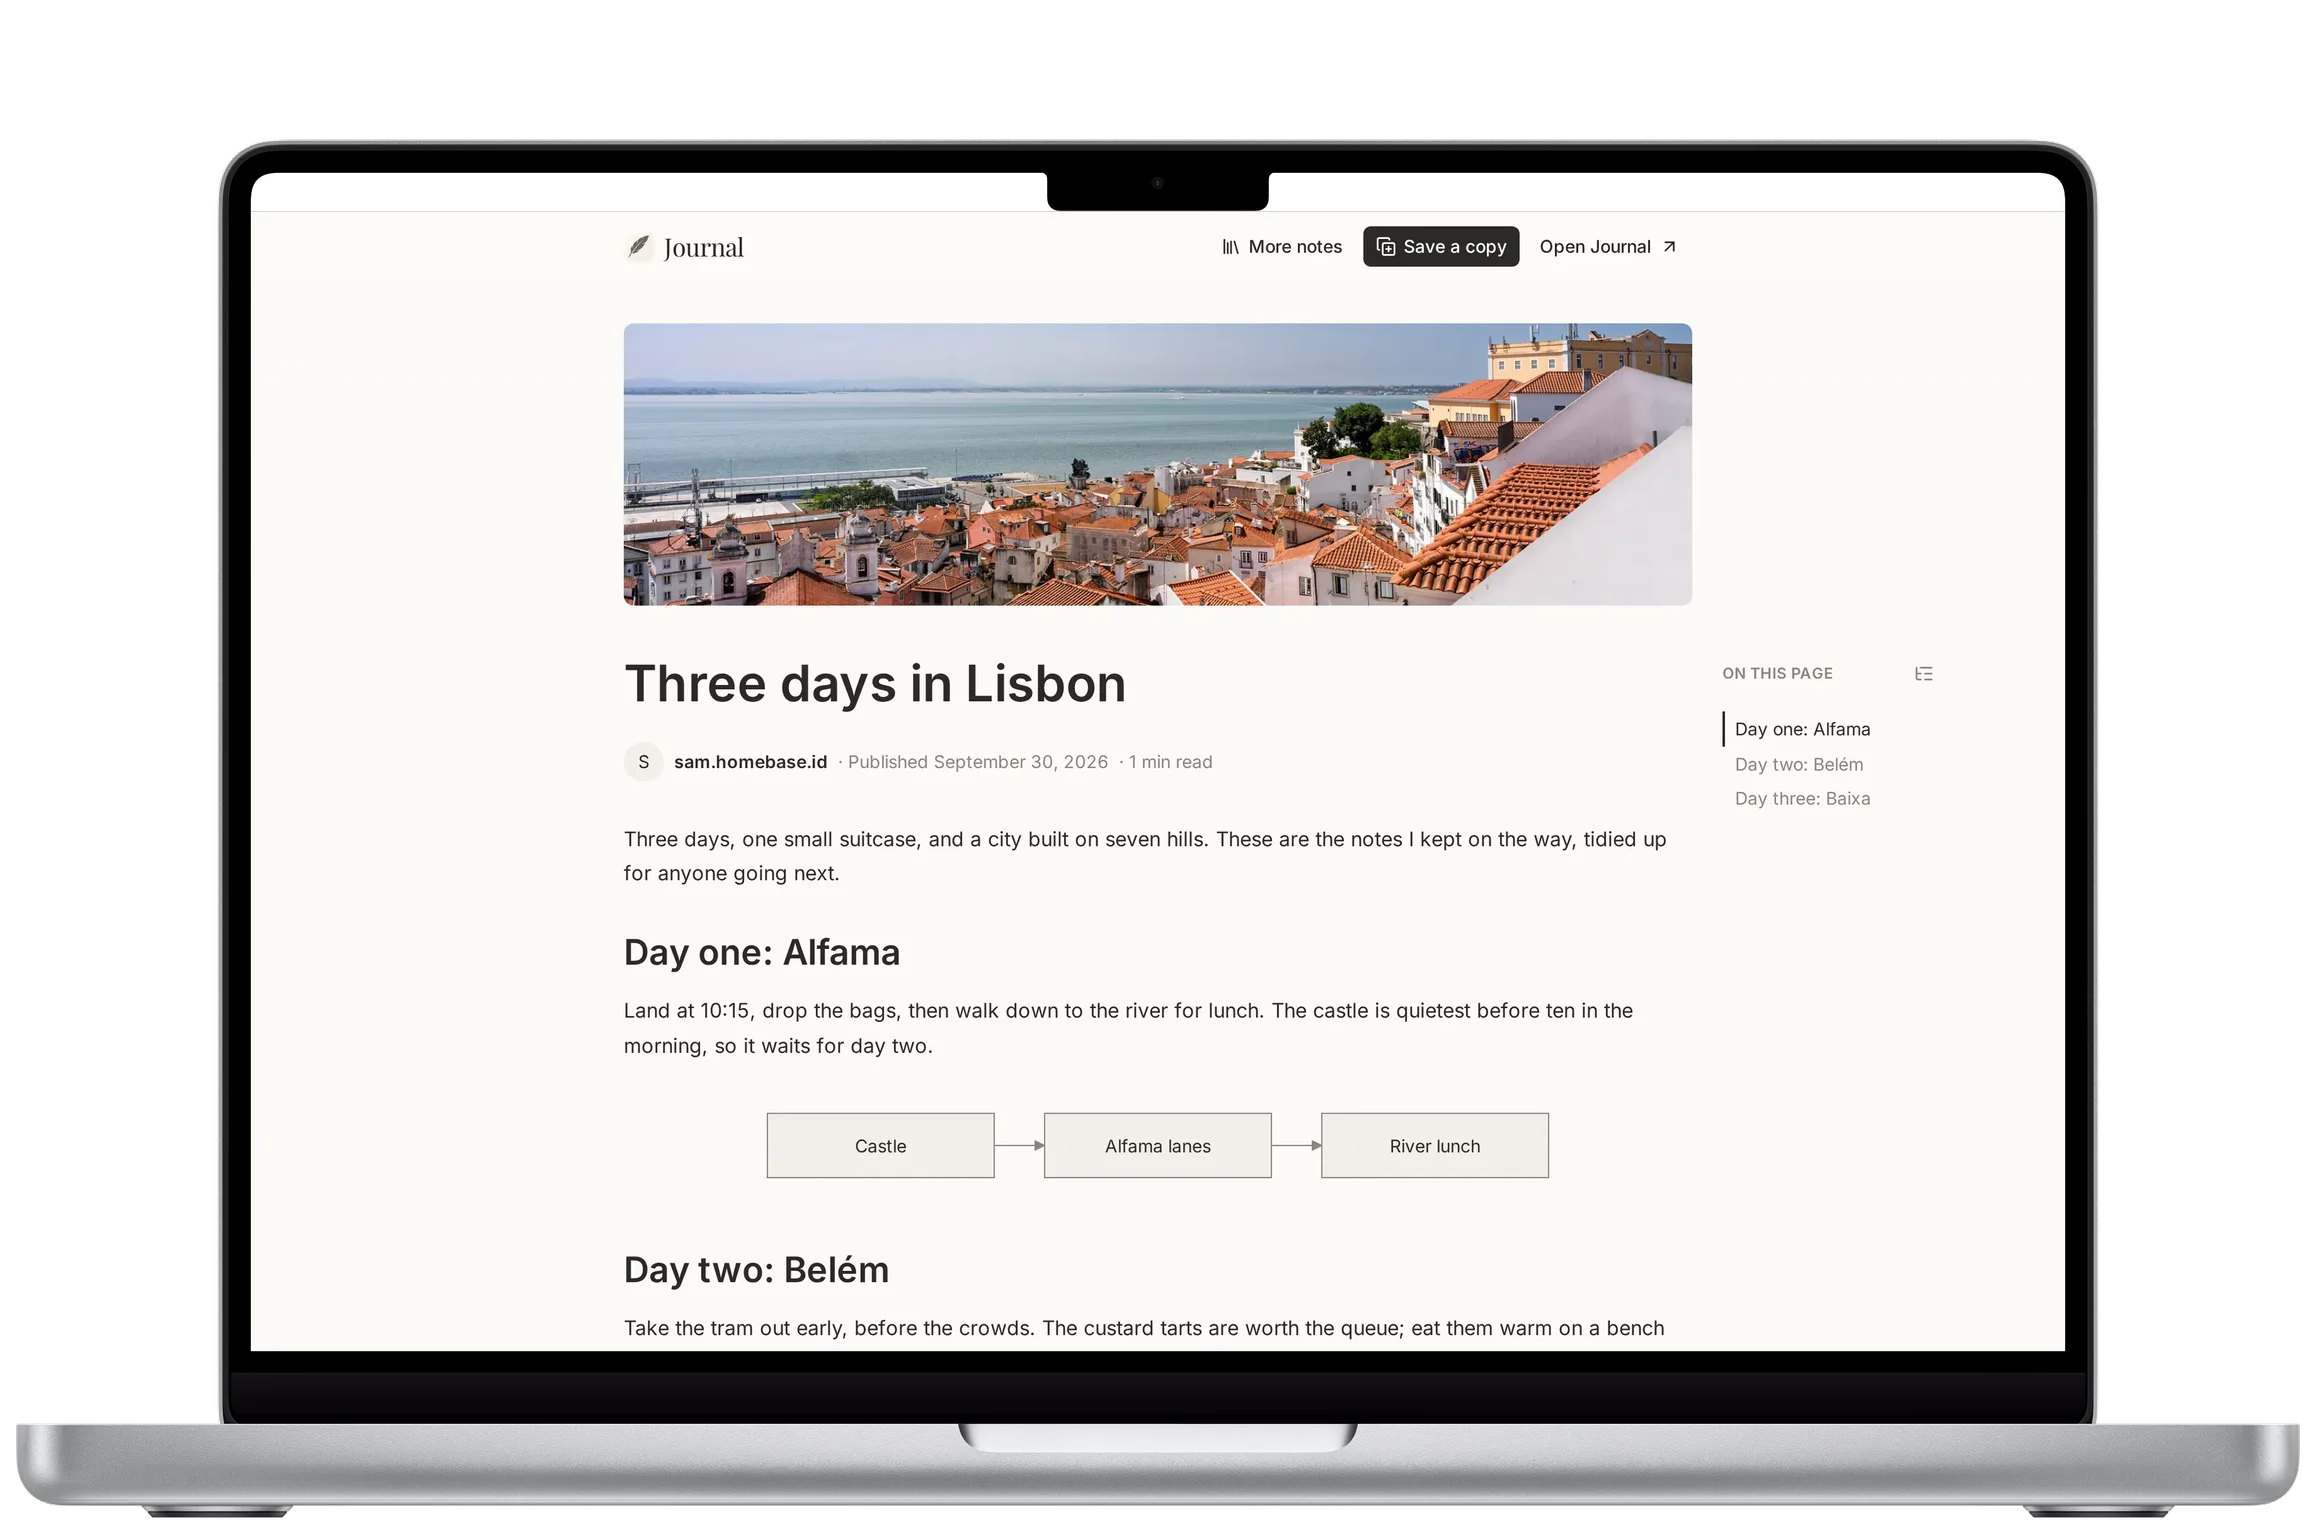 Journal
More notes
Save a copy
Open Journal
Three days in Lisbon
S
sam.homebase.id · Published September 30, 2026 · 1 min read
Three days, one small suitcase, and a city built on seven hills. These are the notes I kept on the way, tidied up
for anyone going next.
Day one: Alfama
Land at 10:15, drop the bags, then walk down to the river for lunch. The castle is quietest before ten in the
morning, so it waits for day two.
Castle
Alfama lanes
River lunch
Day two: Belém
Take the tram out early, before the crowds. The custard tarts are worth the queue; eat them warm on a bench
ON THIS PAGE
Day one: Alfama
Day two: Belém
Day three: Baixa